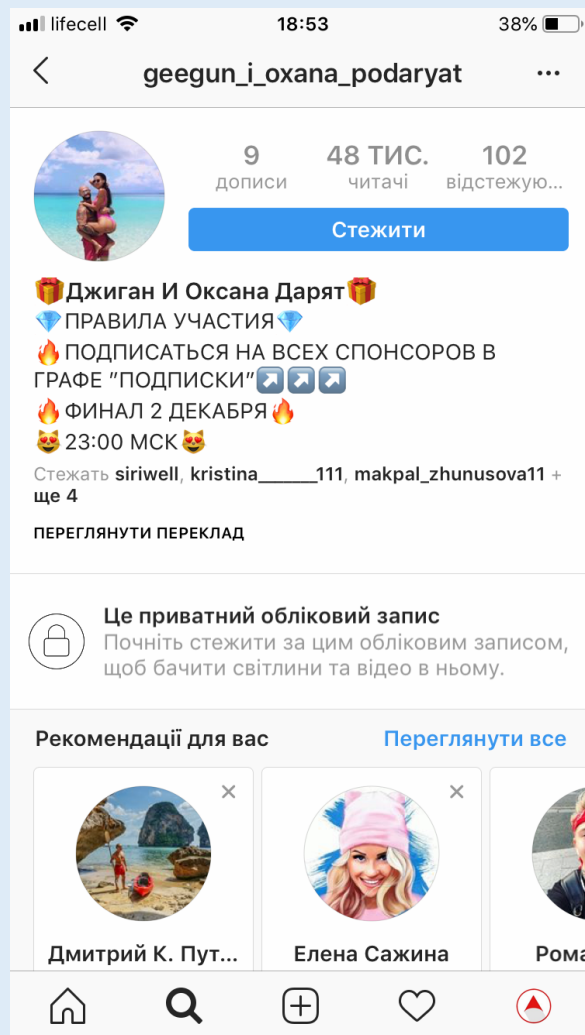 lifecell 18:53 38%
geegun_i_oxana_podaryat
9 48 ТИС. 102
дописи читачі відстежую...
Стежити
🎁Джиган И Оксана Дарят🎁
💎ПРАВИЛА УЧАСТИЯ💎
🔥ПОДПИСАТЬСЯ НА ВСЕХ СПОНСОРОВ В
ГРАФЕ "ПОДПИСКИ"↗️↗️↗️
🔥ФИНАЛ 2 ДЕКАБРЯ🔥
😻23:00 МСК😻
Стежать siriwell, kristina______111, makpal_zhunusova11 +
ще 4
ПЕРЕГЛЯНУТИ ПЕРЕКЛАД
Це приватний обліковий запис
Почніть стежити за цим обліковим записом,
щоб бачити світлини та відео в ньому.
Рекомендації для вас Переглянути все
Дмитрий К. Пут... Елена Сажина Рома